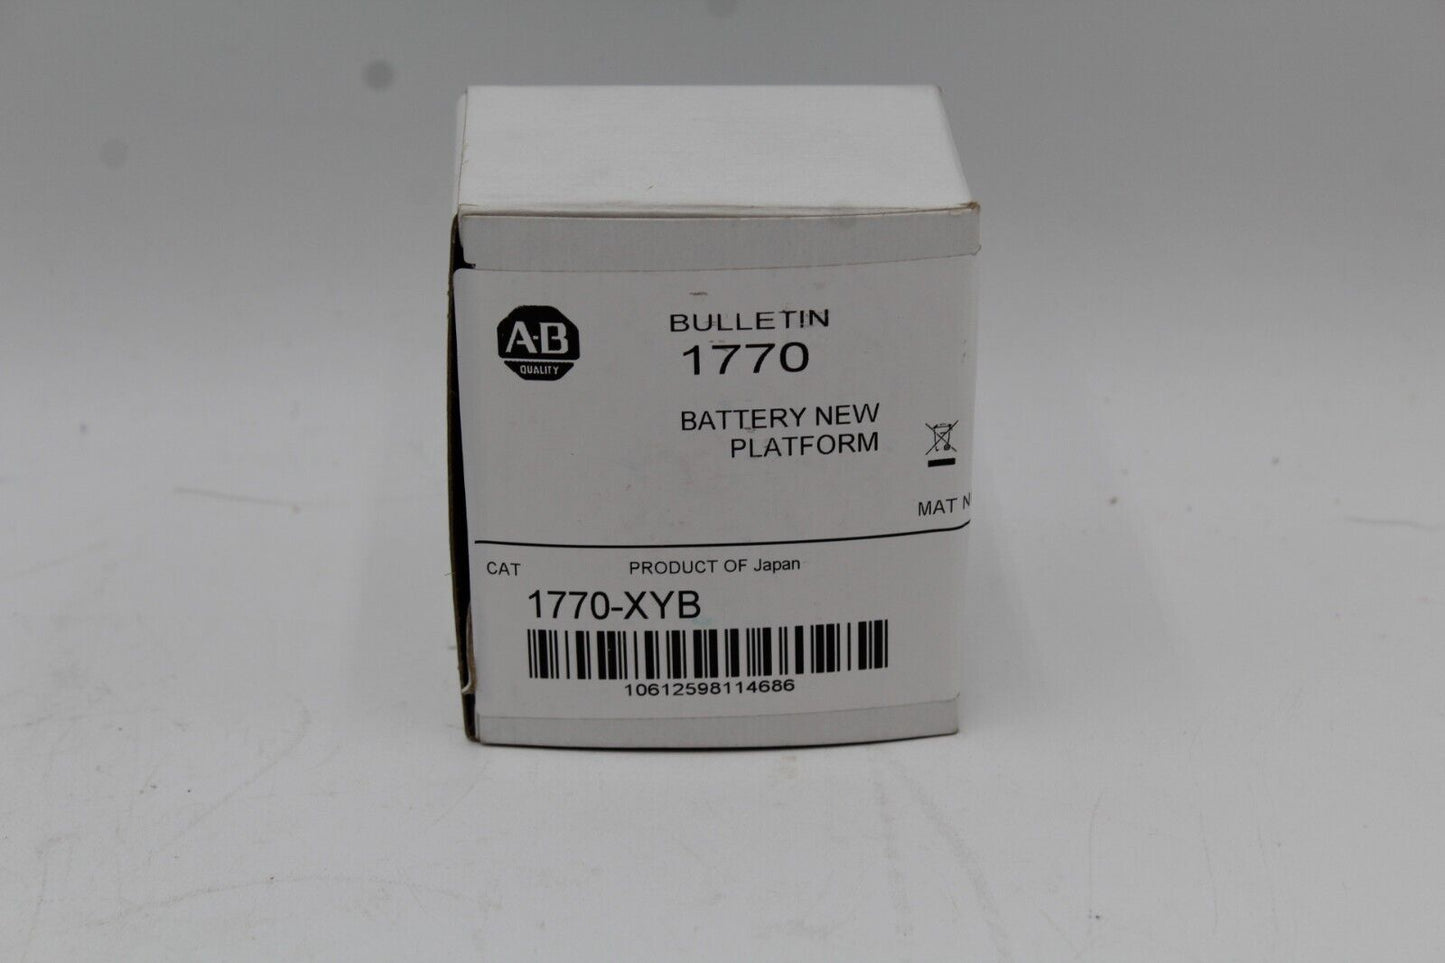 A-B
QUALITY
BULLETIN
1770
BATTERY NEW
PLATFORM
MAT
CAT
PRODUCT OF Japan
1770-XYB
10612598114686